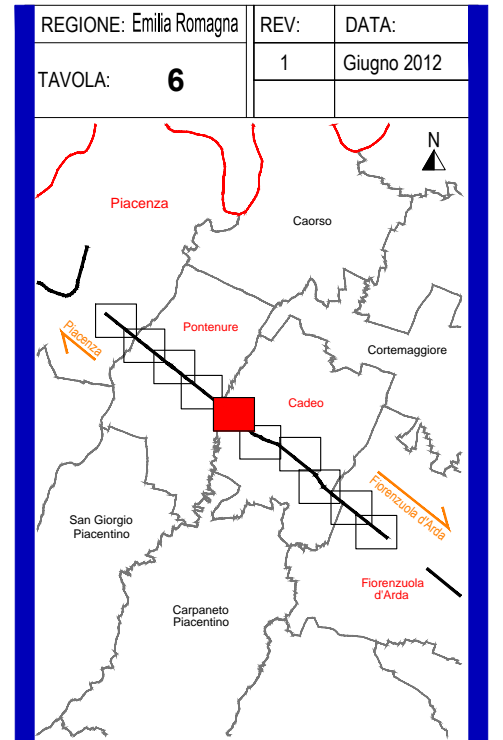 REGIONE: Emilia Romagna
REV:
DATA:
TAVOLA: 6
1
Giugno 2012
N
Piacenza
Caorso
Piacenza
Pontenure
Cortemaggiore
Cadeo
Fiorenzuola d'Arda
San Giorgio
Piacentino
Fiorenzuola
d'Arda
Carpaneto
Piacentino